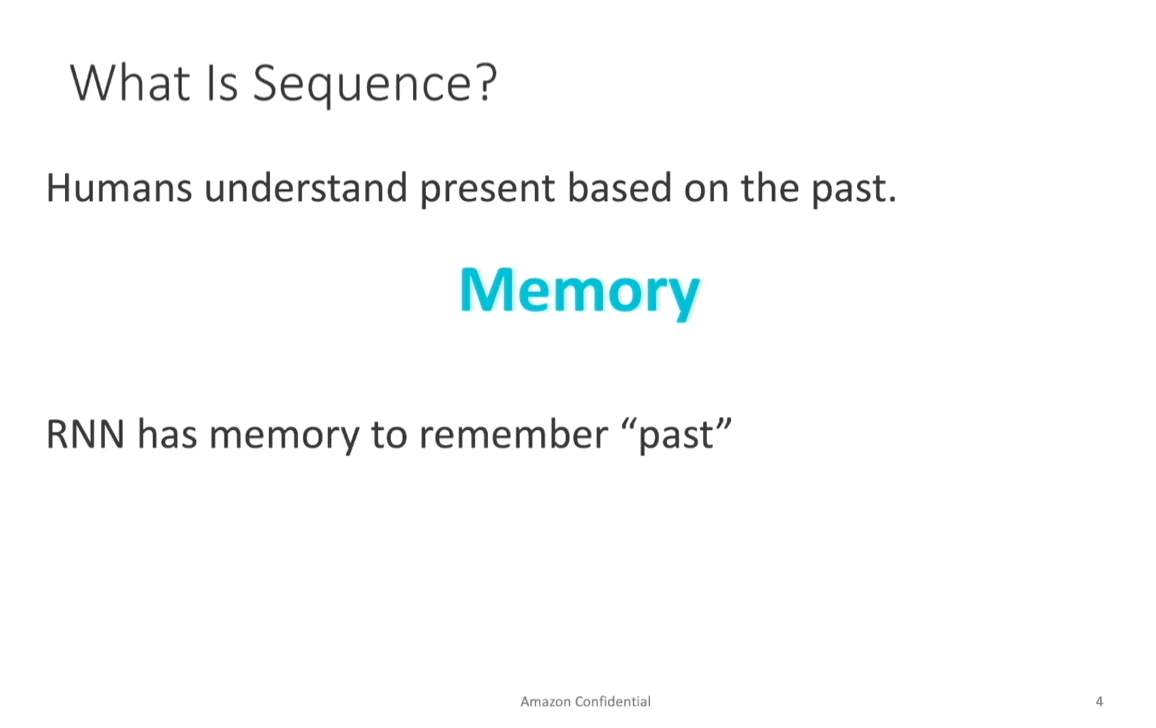 What Is Sequence?
Humans understand present based on the past.
Memory
RNN has memory to remember “past”
Amazon Confidential
4